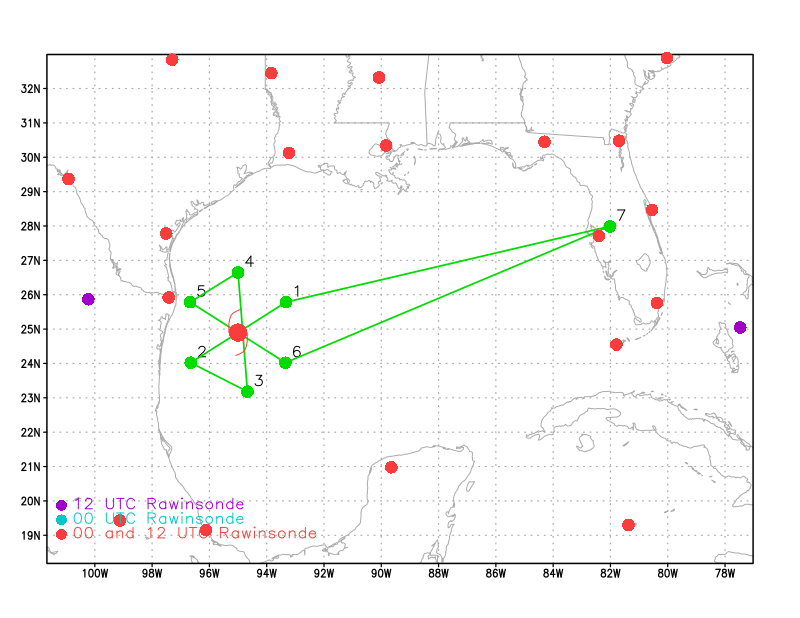 32N
31N
30N
29N
28N
27N
26N
25N
24N
23N
22N
21N
20N
19N
7
4
5
1
2
6
3
12 UTC Rawinsonde
00 UTC Rawinsonde
00 and 12 UTC Rawinsonde
100W 98W 96W 94W 92W 90W 88W 86W 84W 82W 80W 78W